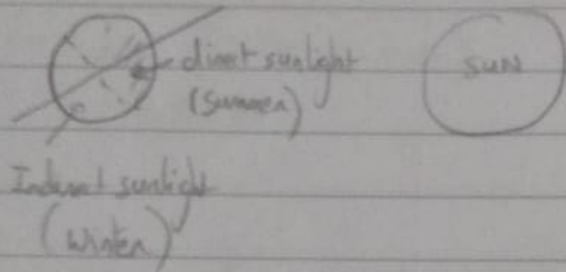 direct sunlight
(Summer)
SUN
Indirect sunlight
(Winter)